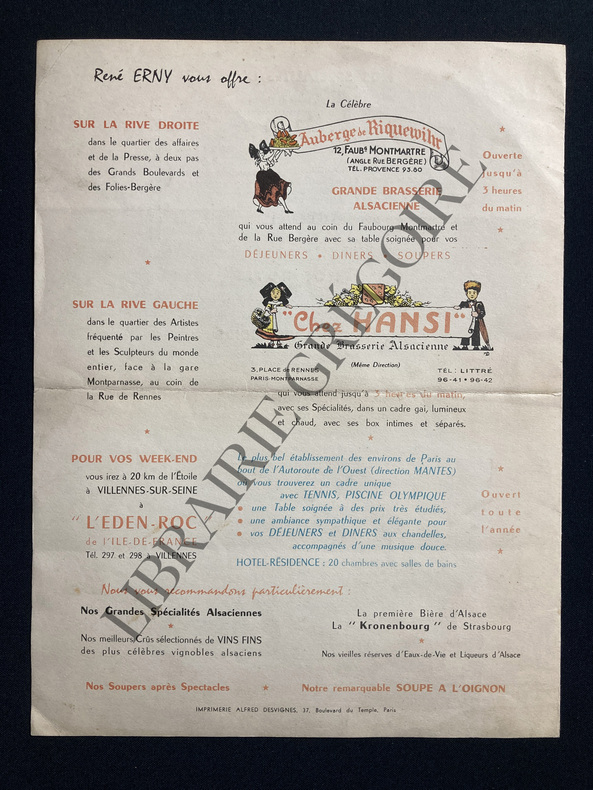 René ERNY vous offre :
SUR LA RIVE DROITE
dans le quartier des affaires
et de la Presse, à deux pas
des Grands Boulevards et
des Folies-Bergère
La Célèbre
Auberge de Riquewihr
12, FAUBG MONTMARTRE
(ANGLE RUE BERGÈRE)
TÉL. PROVENCE 93.60
GRANDE BRASSERIE
ALSACIENNE
Ouverte
jusqu'à
3 heures
du matin
qui vous attend au coin du Faubourg Montmartre et
de la Rue Bergère avec sa table soignée pour vos
DÉJEUNERS • DINERS • SOUPERS
SUR LA RIVE GAUCHE
dans le quartier des Artistes
fréquenté par les Peintres
et les Sculpteurs du monde
entier, face à la gare
Montparnasse, au coin de
la Rue de Rennes
"Chez HANSI"
Grande Brasserie Alsacienne
(Même Direction)
3, PLACE de RENNES
PARIS-MONTPARNASSE
TÉL : LITTRÉ
96-41 • 96-42
qui vous attend jusqu'à 3 heures du matin,
avec ses Spécialités, dans un cadre gai, lumineux
et chaud, avec ses box intimes et séparés.
POUR VOS WEEK-END
vous irez à 20 km de l'Étoile
à VILLENNES-SUR-SEINE
à
"L'EDEN-ROC"
de l'ILE-DE-FRANCE
Tél. 297 et 298 à VILLENNES
Le plus bel établissement des environs de Paris au
bout de l'Autoroute de l'Ouest (direction MANTES)
où vous trouverez un cadre unique
avec TENNIS, PISCINE OLYMPIQUE
• une Table soignée à des prix très étudiés,
• une ambiance sympathique et élégante pour
• vos DÉJEUNERS et DINERS aux chandelles,
accompagnés d'une musique douce.
HOTEL-RÉSIDENCE : 20 chambres avec salles de bains
Ouvert
toute
l'année
Nous vous recommandons particulièrement :
Nos Grandes Spécialités Alsaciennes
Nos meilleurs Crûs sélectionnés de VINS FINS
des plus célèbres vignobles alsaciens
La première Bière d'Alsace
La "Kronenbourg" de Strasbourg
Nos vieilles réserves d'Eaux-de-Vie et Liqueurs d'Alsace
Nos Soupers après Spectacles
Notre remarquable SOUPE A L'OIGNON
IMPRIMERIE ALFRED DESVIGNES, 37, Boulevard du Temple, Paris
LIBRAIRIE GRÉGOIRE